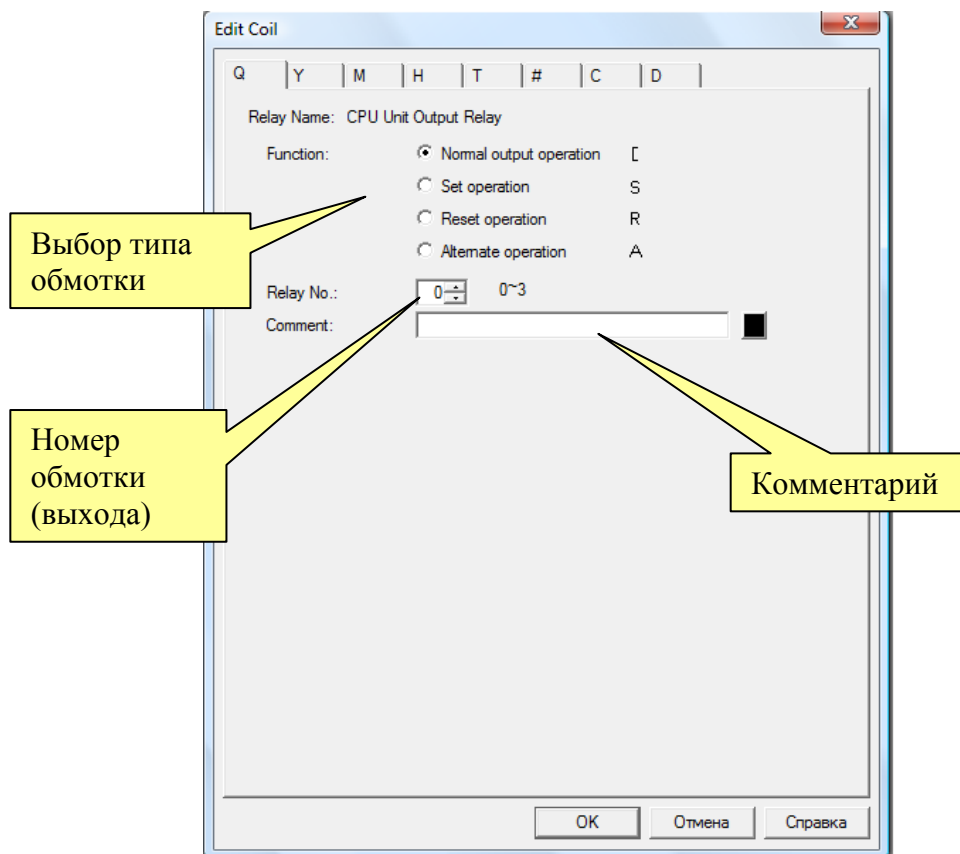 Edit Coil
Q Y M H T # C D
Relay Name: CPU Unit Output Relay
Function: Normal output operation [
Set operation S
Reset operation R
Alternate operation A
Выбор типа
обмотки
Relay No.: 0 0~3
Comment:
Номер
обмотки
(выхода)
Комментарий
OK Отмена Справка